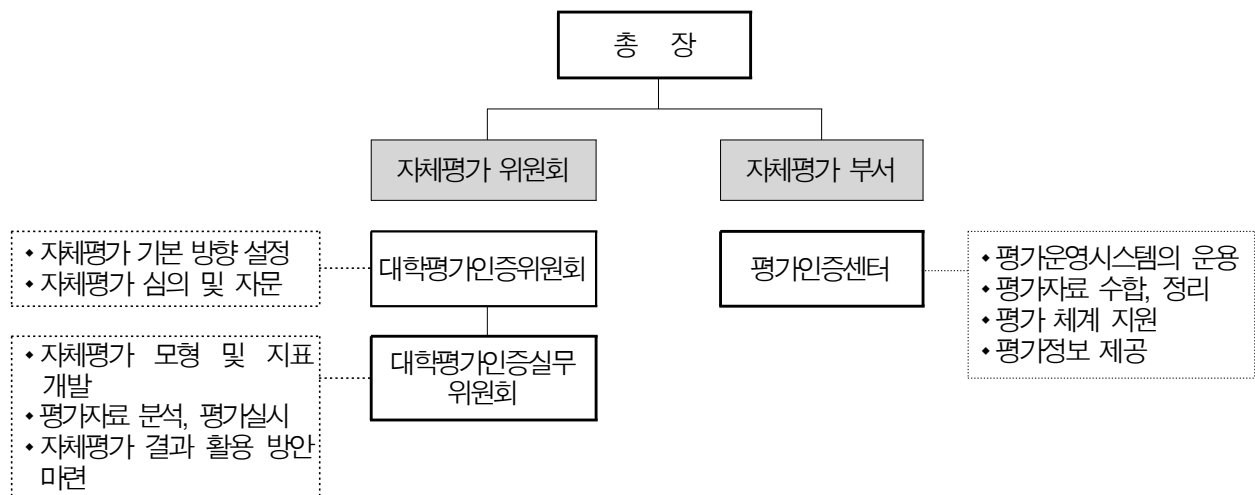 총 장
자체평가 위원회
자체평가 부서
• 자체평가 기본 방향 설정
• 자체평가 심의 및 자문
대학평가인증위원회
평가인증센터
• 평가운영시스템의 운용
• 평가자료 수합, 정리
• 평가 체계 지원
• 평가정보 제공
• 자체평가 모형 및 지표
개발
• 평가자료 분석, 평가실시
• 자체평가 결과 활용 방안
마련
대학평가인증실무
위원회